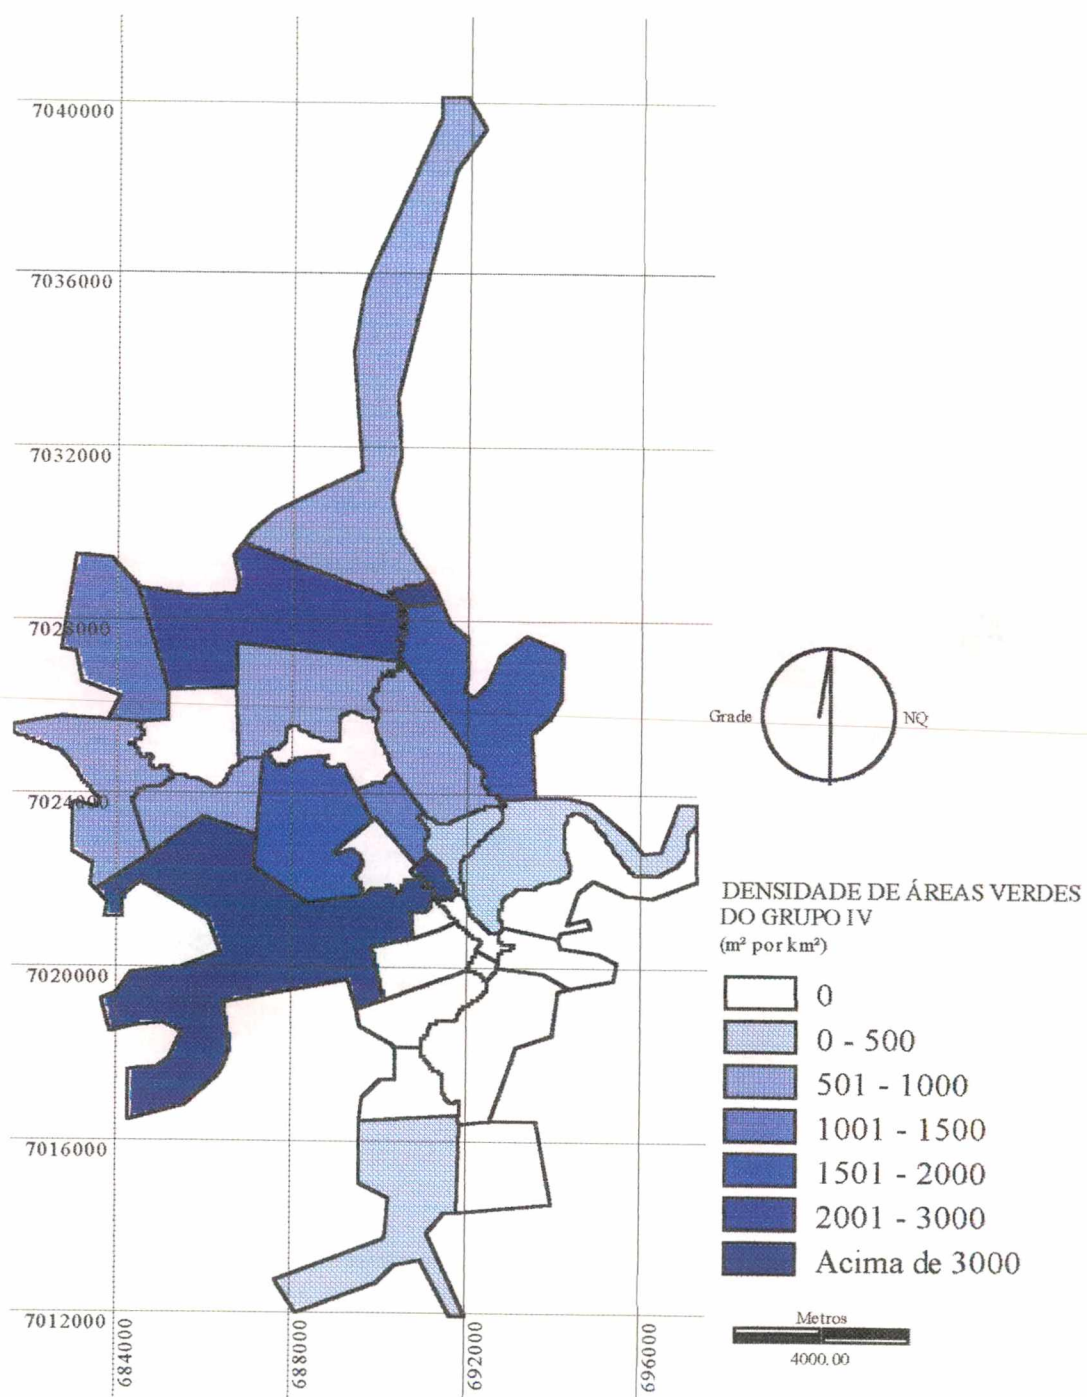 7040000
7036000
7032000
7028000
7024000
7020000
7016000
7012000
684000
688000
692000
696000
Grade
NQ
DENSIDADE DE ÁREAS VERDES
DO GRUPO IV
(m² por km²)
0
0 - 500
501 - 1000
1001 - 1500
1501 - 2000
2001 - 3000
Acima de 3000
Metros
4000.00